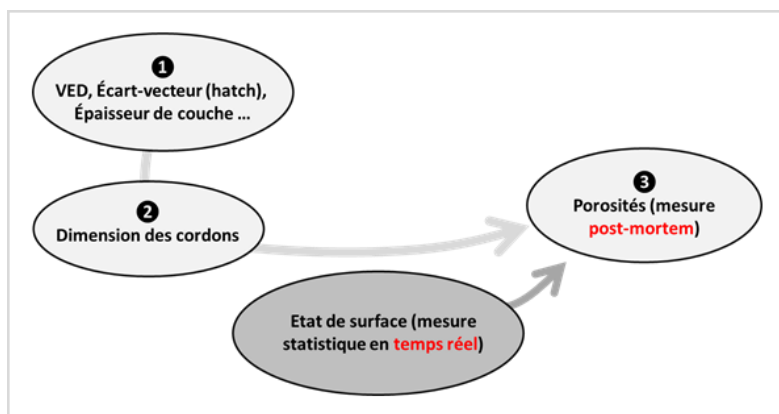 ❶
VED, Écart-vecteur (hatch),
Épaisseur de couche ...
❷
Dimension des cordons
❸
Porosités (mesure
post-mortem)
Etat de surface (mesure
statistique en temps réel)